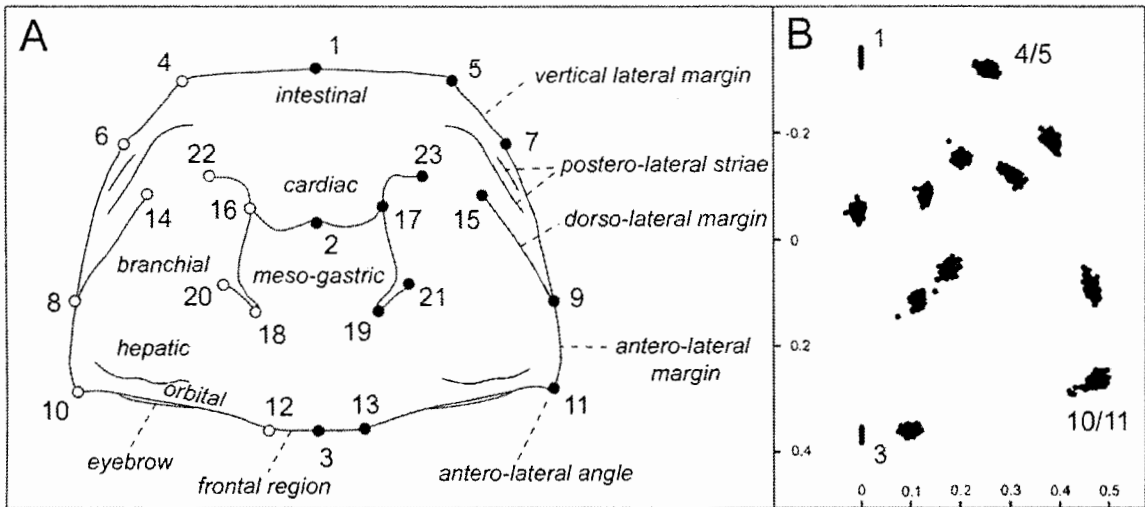 A
1
4
5
intestinal
vertical lateral margin
6
7
22
23
postero-lateral striae
cardiac
14
16
17
15
2
dorso-lateral margin
branchial
meso-gastric
20
21
8
9
18
19
hepatic
antero-lateral
margin
orbital
10
12
13
11
eyebrow
3
antero-lateral angle
frontal region
B
1
4/5
-0.2
0
0.2
10/11
0.4
3
0 0.1 0.2 0.3 0.4 0.5